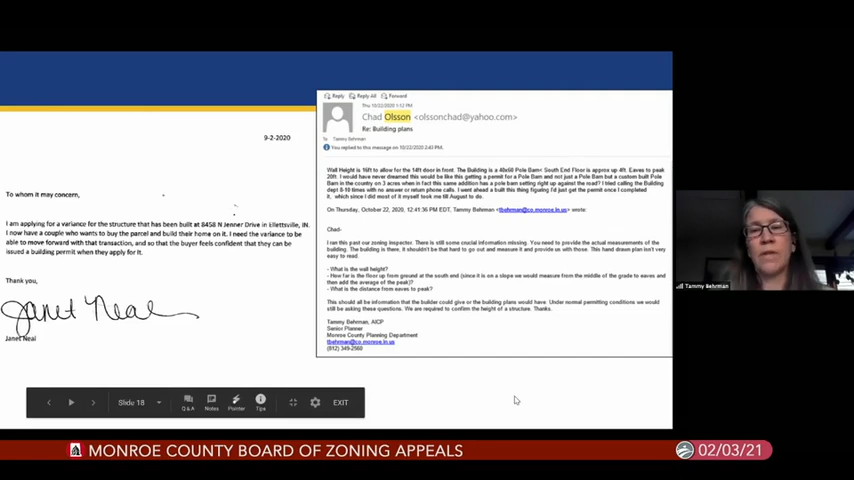 9-2-2020
To whom it may concern,
I am applying for a variance for the structure that has been built at 8458 N Jenner Drive in Ellettsville, IN.
I now have a couple who wants to buy the parcel and build their home on it. I need the variance to be
able to move forward with that transaction, and so that the buyer feels confident that they can be
issued a building permit when they apply for it.
Thank you,
Janet Neal
Janet Neal
Reply Reply All Forward
Thu 10/22/2020 1:12 PM
Chad Olsson <olssonchad@yahoo.com>
Re: Building plans
To Tammy Behrman
You replied to this message on 10/22/2020 2:43 PM.
Wall Height is 16ft to allow for the 14ft door in front. The Building is a 40x60 Pole Barn< South End Floor is approx up 4ft. Eaves to peak
20ft. I would have never dreamed this would be like this getting a permit for a Pole Barn and not just a Pole Barn but a custom built Pole
Barn in the country on 3 acres when in fact this same addition has a pole barn setting right up against the road? I tried calling the Building
dept 8-10 times with no answer or return phone calls. I went ahead a built this thing figuring I'd just get the permit once I completed
it, which since I did most of it myself took me till August to do.
On Thursday, October 22, 2020, 12:41:36 PM EDT, Tammy Behrman <tbehrman@co.monroe.in.us> wrote:
Chad-
I ran this past our zoning inspector. There is still some crucial information missing. You need to provide the actual measurements of the
building. The building is there, it shouldn't be that hard to go out and measure it and provide us with those. This hand drawn plan isn't very
easy to read.
- What is the wall height?
- How far is the floor up from ground at the south end (since it is on a slope we would measure from the middle of the grade to eaves and
then add the average of the peak)?
- What is the distance from eaves to peak?
This should all be information that the builder could give or the building plans would have. Under normal permitting conditions we would
still be asking these questions. We are required to confirm the height of a structure. Thanks.
Tammy Behrman, AICP
Senior Planner
Monroe County Planning Department
tbehrman@co.monroe.in.us
(812) 349-2560
Slide 18
Q & A Notes Pointer Tips
EXIT
Tammy Behrman
MONROE COUNTY BOARD OF ZONING APPEALS
02/03/21